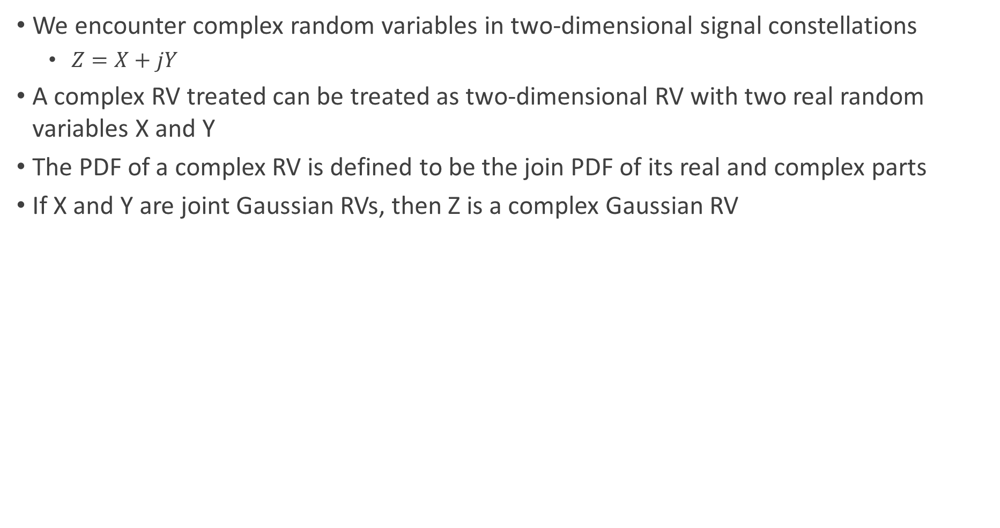 • We encounter complex random variables in two-dimensional signal constellations
• Z = X + jY
• A complex RV treated can be treated as two-dimensional RV with two real random
variables X and Y
• The PDF of a complex RV is defined to be the join PDF of its real and complex parts
• If X and Y are joint Gaussian RVs, then Z is a complex Gaussian RV